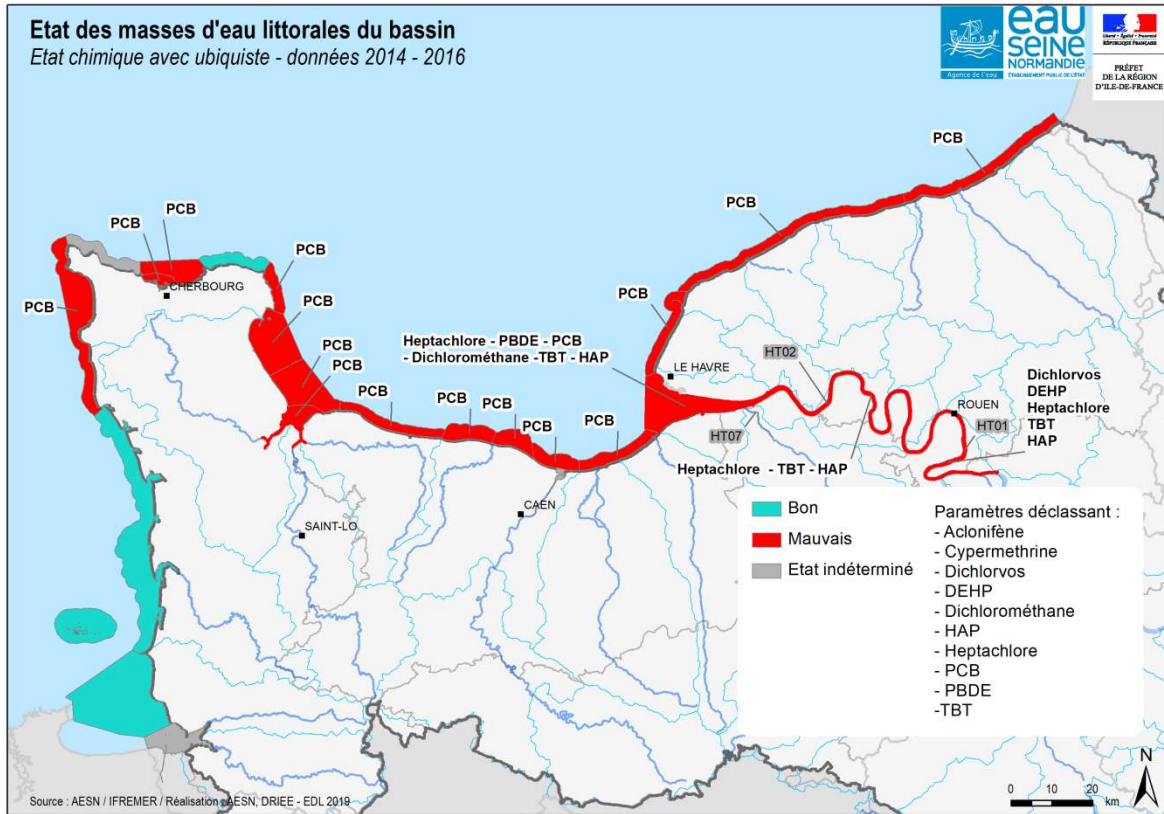 Etat des masses d'eau littorales du bassin
Etat chimique avec ubiquiste - données 2014 - 2016
eau
SEINE
NORMANDIE
Agence de l'eau
ÉTABLISSEMENT PUBLIC DE L'ÉTAT
Liberté • Égalité • Fraternité
RÉPUBLIQUE FRANÇAISE
PRÉFET
DE LA RÉGION
D'ILE-DE-FRANCE
PCB
PCB
PCB
PCB
PCB
CHERBOURG
PCB
PCB
PCB
PCB
PCB
Heptachlore - PBDE - PCB
- Dichlorométhane -TBT - HAP
LE HAVRE
HT02
Dichlorvos
DEHP
Heptachlore
TBT
HAP
ROUEN
HT01
PCB
PCB
PCB
PCB
PCB
HT07
Heptachlore - TBT - HAP
CAEN
SAINT-LO
Bon
Mauvais
Etat indéterminé
Paramètres déclassant :
- Aclonifène
- Cypermethrine
- Dichlorvos
- DEHP
- Dichlorométhane
- HAP
- Heptachlore
- PCB
- PBDE
-TBT
N
0 10 20
km
Source : AESN / IFREMER / Réalisation : AESN, DRIEE - EDL 2019